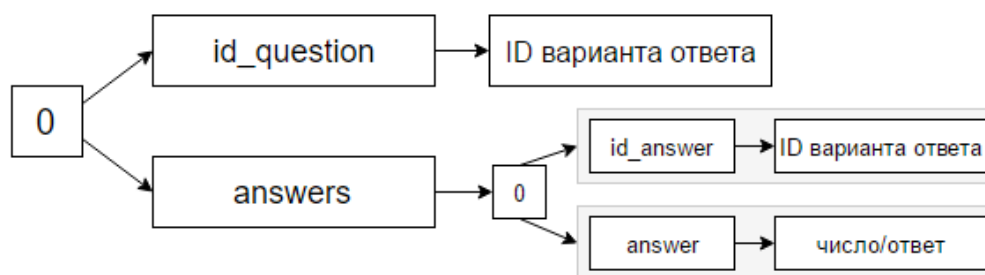 id_question
ID варианта ответа
0
id_answer
ID варианта ответа
answers
0
answer
число/ответ